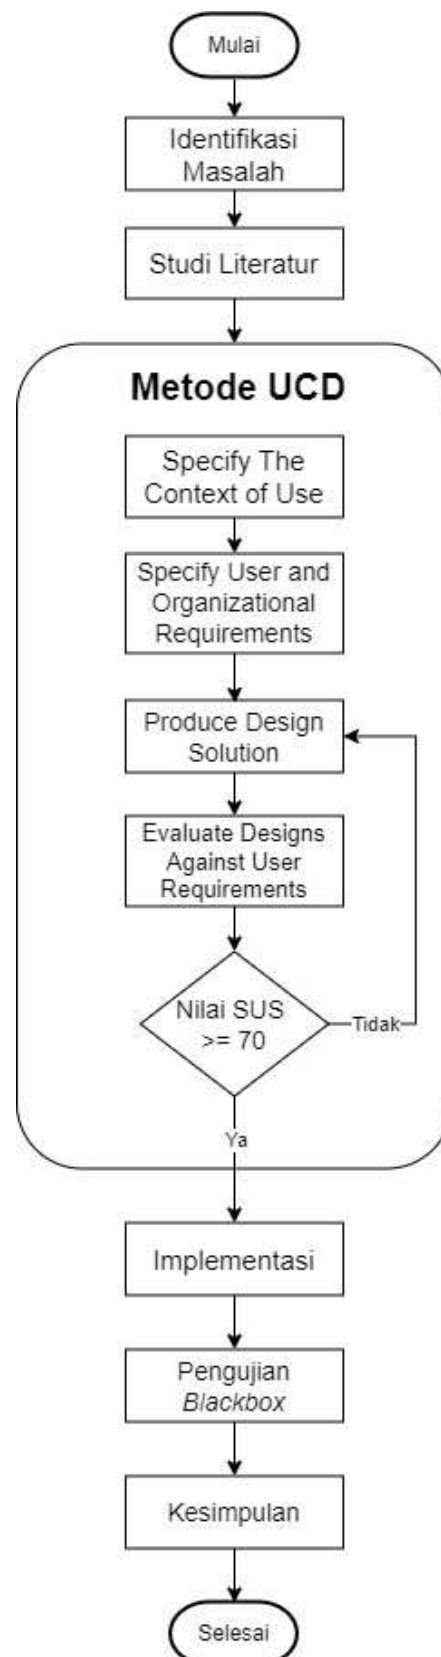 Mulai
Identifikasi
Masalah
Studi Literatur
Metode UCD
Specify The
Context of Use
Specify User and
Organizational
Requirements
Produce Design
Solution
Evaluate Designs
Against User
Requirements
Nilai SUS
>= 70
Tidak
Ya
Implementasi
Pengujian
Blackbox
Kesimpulan
Selesai